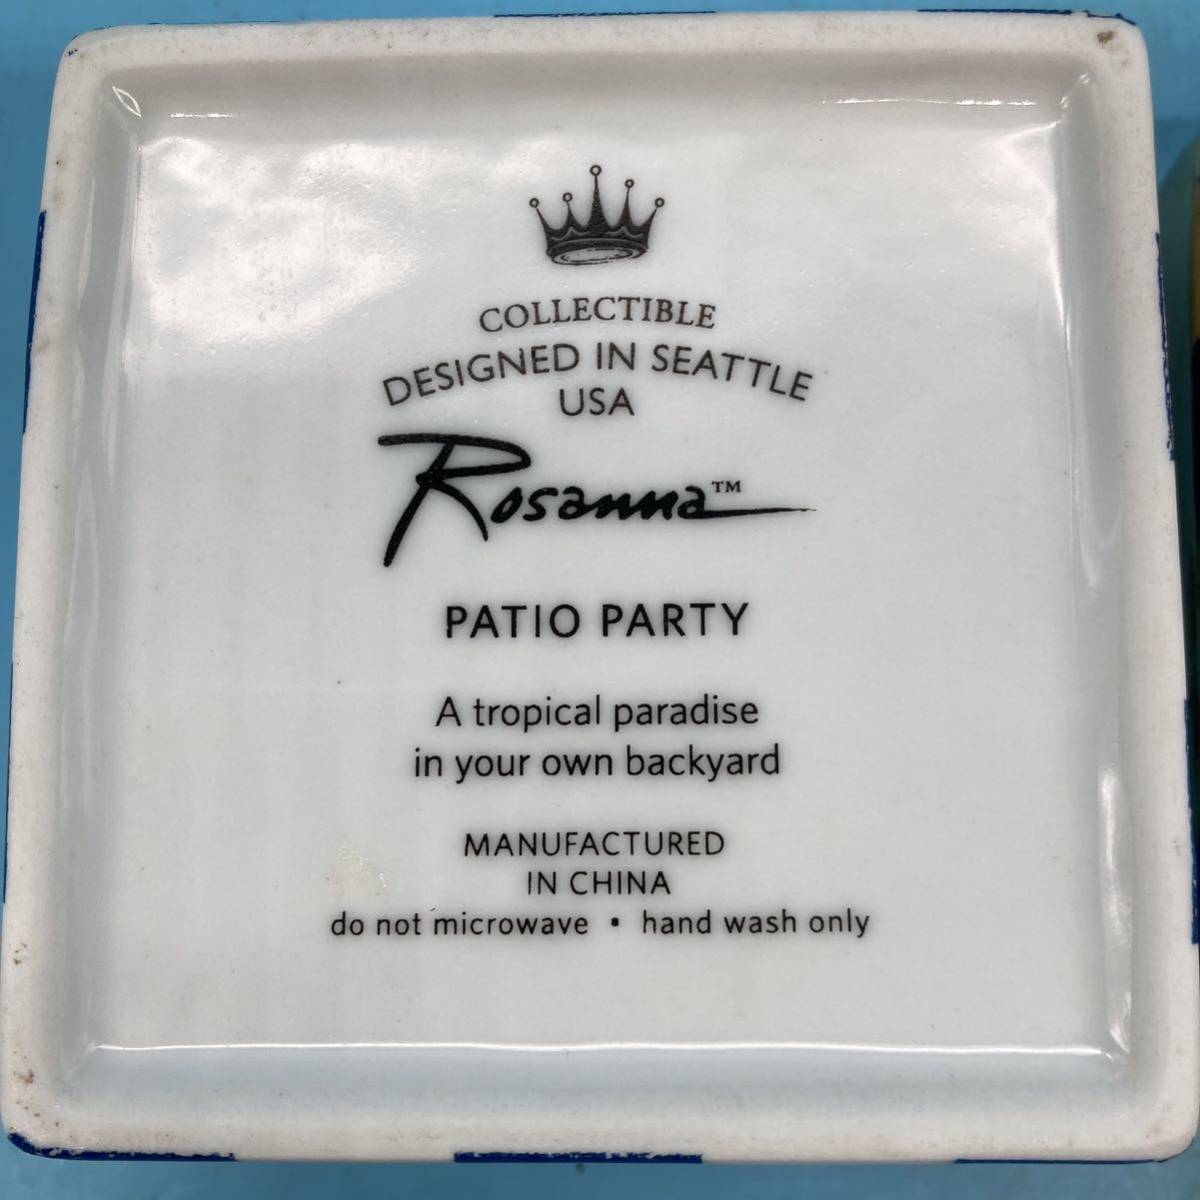 COLLECTIBLE
DESIGNED IN SEATTLE
USA
Rosanna™
PATIO PARTY
A tropical paradise
in your own backyard
MANUFACTURED
IN CHINA
do not microwave • hand wash only